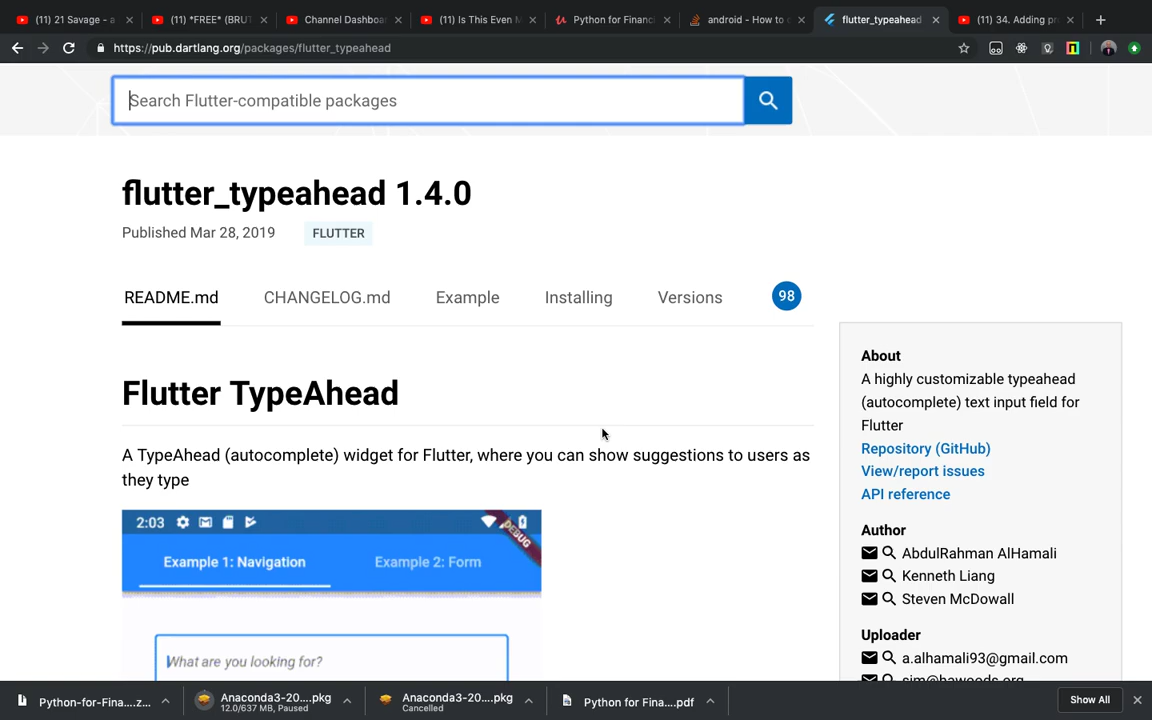 (11) 21 Savage - a
(11) *FREE* (BRU
Channel Dashboa
(11) Is This Even M
Python for Financi
android - How to c
flutter_typeahead
(11) 34. Adding pr
https://pub.dartlang.org/packages/flutter_typeahead
Search Flutter-compatible packages
flutter_typeahead 1.4.0
Published Mar 28, 2019 FLUTTER
README.md CHANGELOG.md Example Installing Versions 98
Flutter TypeAhead
A TypeAhead (autocomplete) widget for Flutter, where you can show suggestions to users as
they type
2:03 DEBUG
Example 1: Navigation Example 2: Form
What are you looking for?
About
A highly customizable typeahead
(autocomplete) text input field for
Flutter
Repository (GitHub)
View/report issues
API reference
Author
AbdulRahman AlHamali
Kenneth Liang
Steven McDowall
Uploader
a.alhamali93@gmail.com
Python-for-Fina....z...
Anaconda3-20....pkg
12.0/637 MB, Paused
Anaconda3-20....pkg
Cancelled
Python for Fina....pdf
Show All